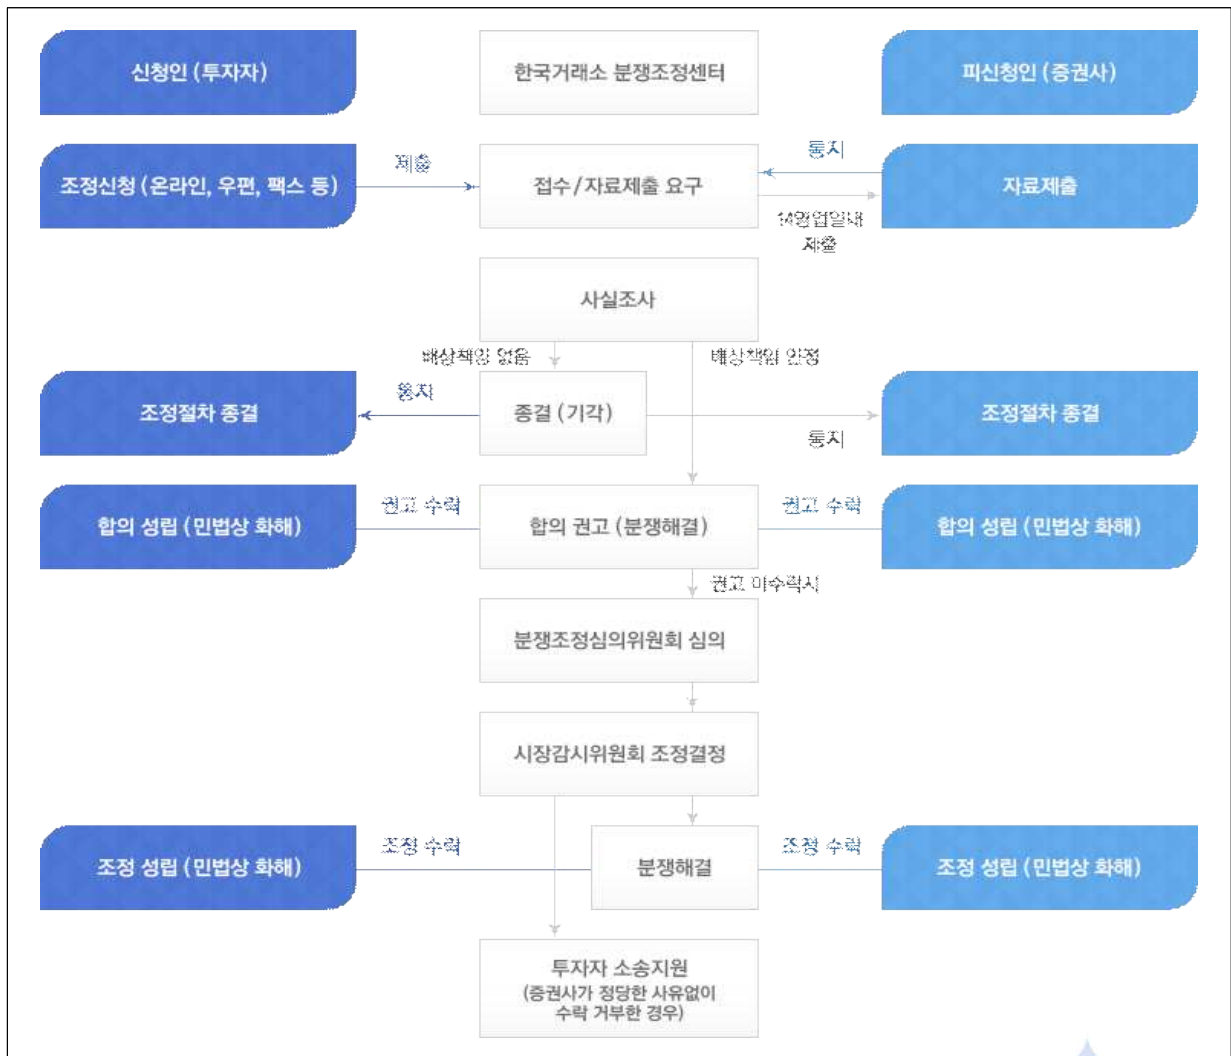 신청인 (투자자)
한국거래소 분쟁조정센터
피신청인 (증권사)
조정신청 (온라인, 우편, 팩스 등)
제출
접수/자료제출 요구
통지
자료제출
14영업일내
제출
사실조사
배상책임 없음
배상책임 인정
조정절차 종결
통지
종결 (기각)
통지
조정절차 종결
합의 성립 (민법상 화해)
권고 수락
합의 권고 (분쟁해결)
권고 수락
합의 성립 (민법상 화해)
권고 미수락시
분쟁조정심의위원회 심의
시장감시위원회 조정결정
조정 성립 (민법상 화해)
조정 수락
분쟁해결
조정 수락
조정 성립 (민법상 화해)
투자자 소송지원
(증권사가 정당한 사유없이
수락 거부한 경우)